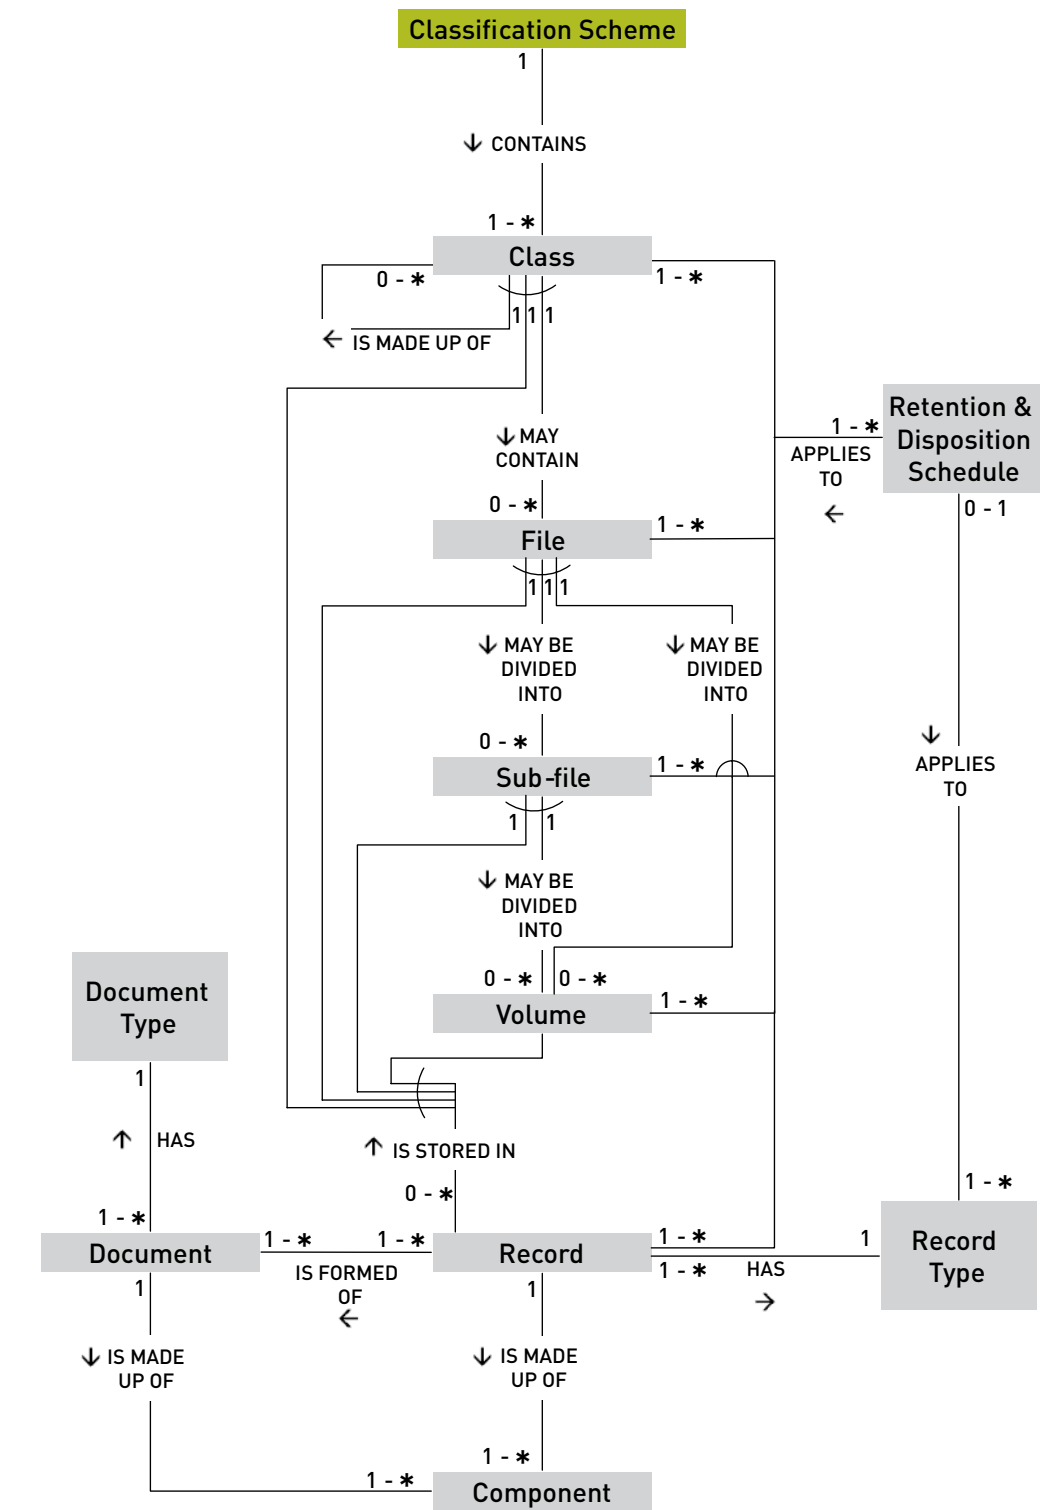 Classification Scheme
1
CONTAINS
1 - *
Class
0 - *
1 - *
1 1 1
IS MADE UP OF
Retention &
Disposition
Schedule
1 - *
APPLIES
TO
0 - 1
MAY
CONTAIN
0 - *
File
1 - *
1 1 1
MAY BE
DIVIDED
INTO
MAY BE
DIVIDED
INTO
0 - *
Sub-file
1 - *
APPLIES
TO
1 1
MAY BE
DIVIDED
INTO
0 - * 0 - *
Volume
1 - *
Document
Type
1
HAS
IS STORED IN
0 - *
1 - *
1 - *
Document
1 - * 1 - *
IS FORMED
OF
Record
1 - *
1 - *
HAS
1
Record
Type
1
IS MADE
UP OF
1
IS MADE
UP OF
1 - *
1 - *
Component